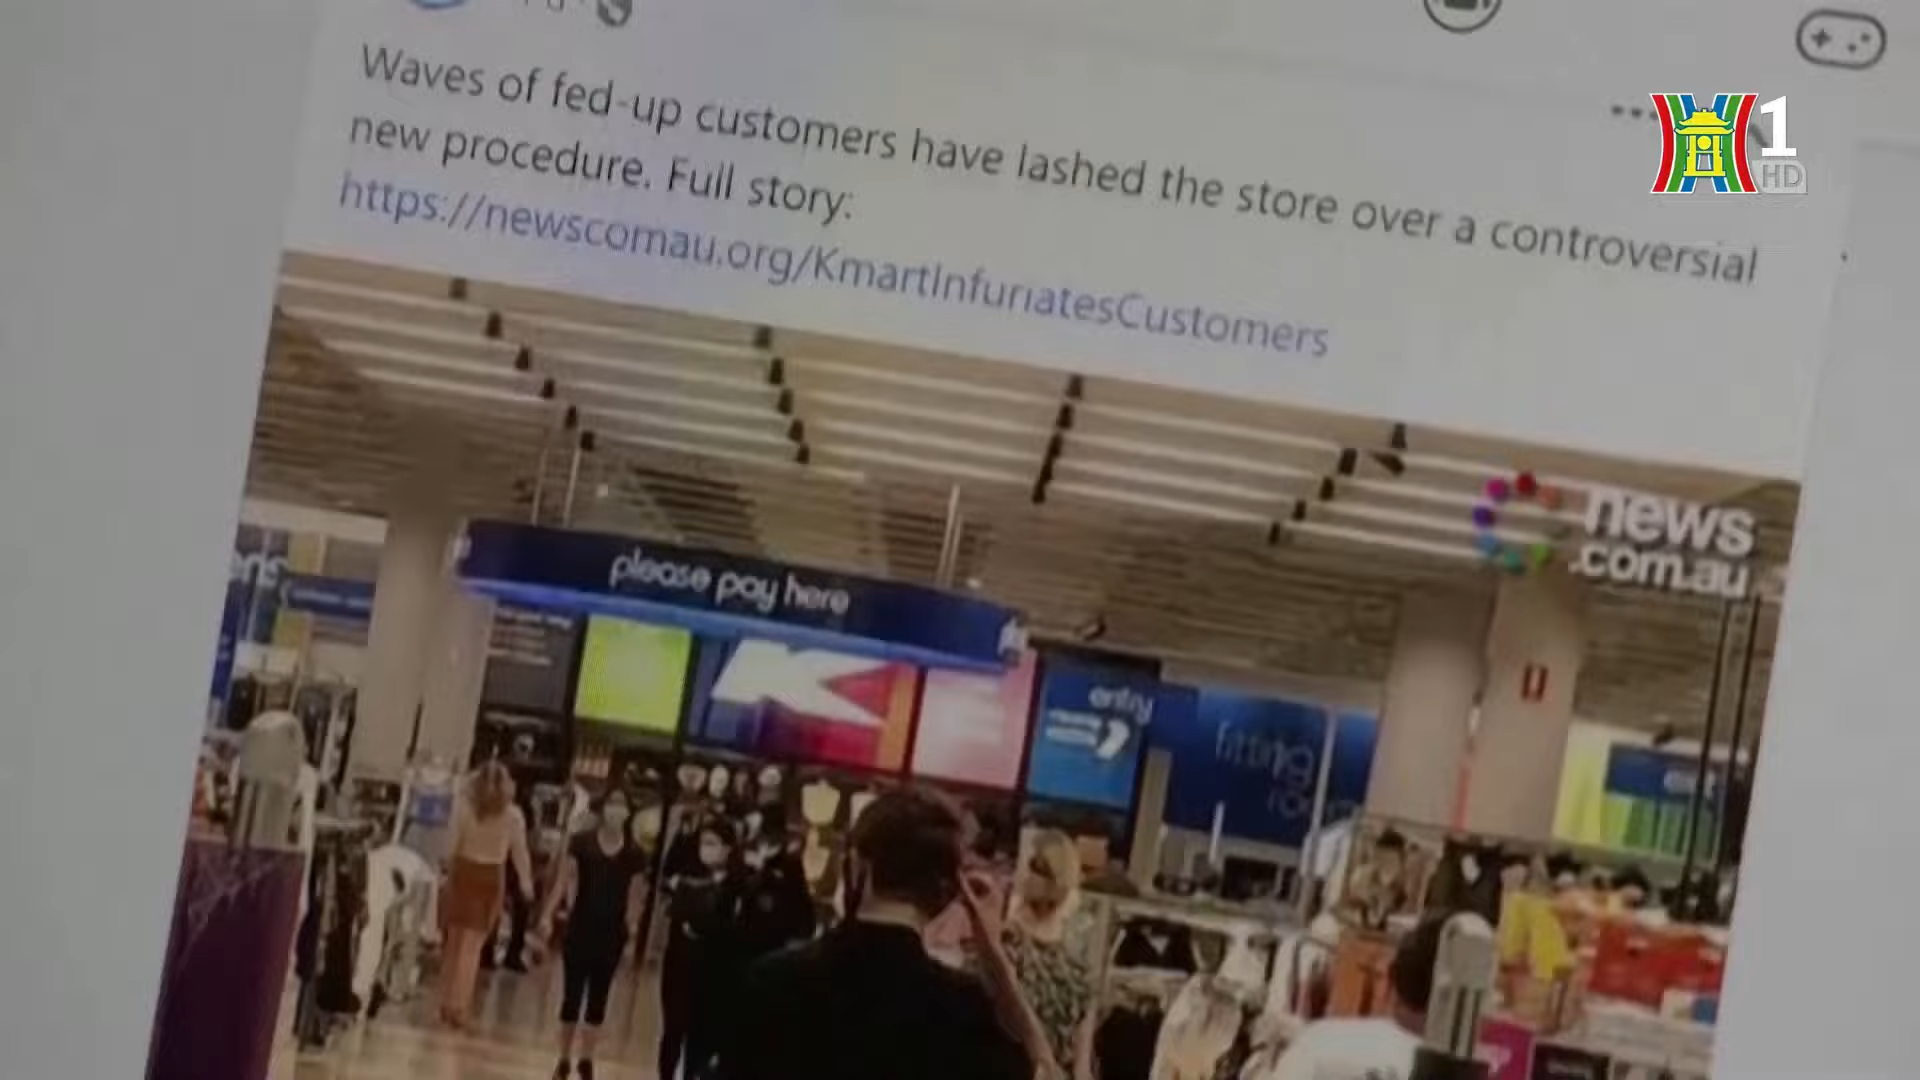 Waves of fed-up customers have lashed the store over a controversial
new procedure. Full story:
https://newscomau.org/KmartInfuriatesCustomers
1
HD
news
.com.au
please pay here
K
entry
fitting